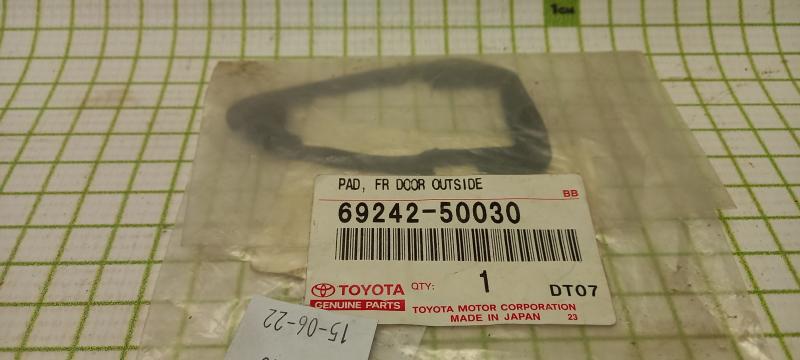 1cm
PAD, FR DOOR OUTSIDE
BB
69242-50030
TOYOTA QTY: 1 DT07
GENUINE PARTS
TOYOTA MOTOR CORPORATION
MADE IN JAPAN 23
15-06-22